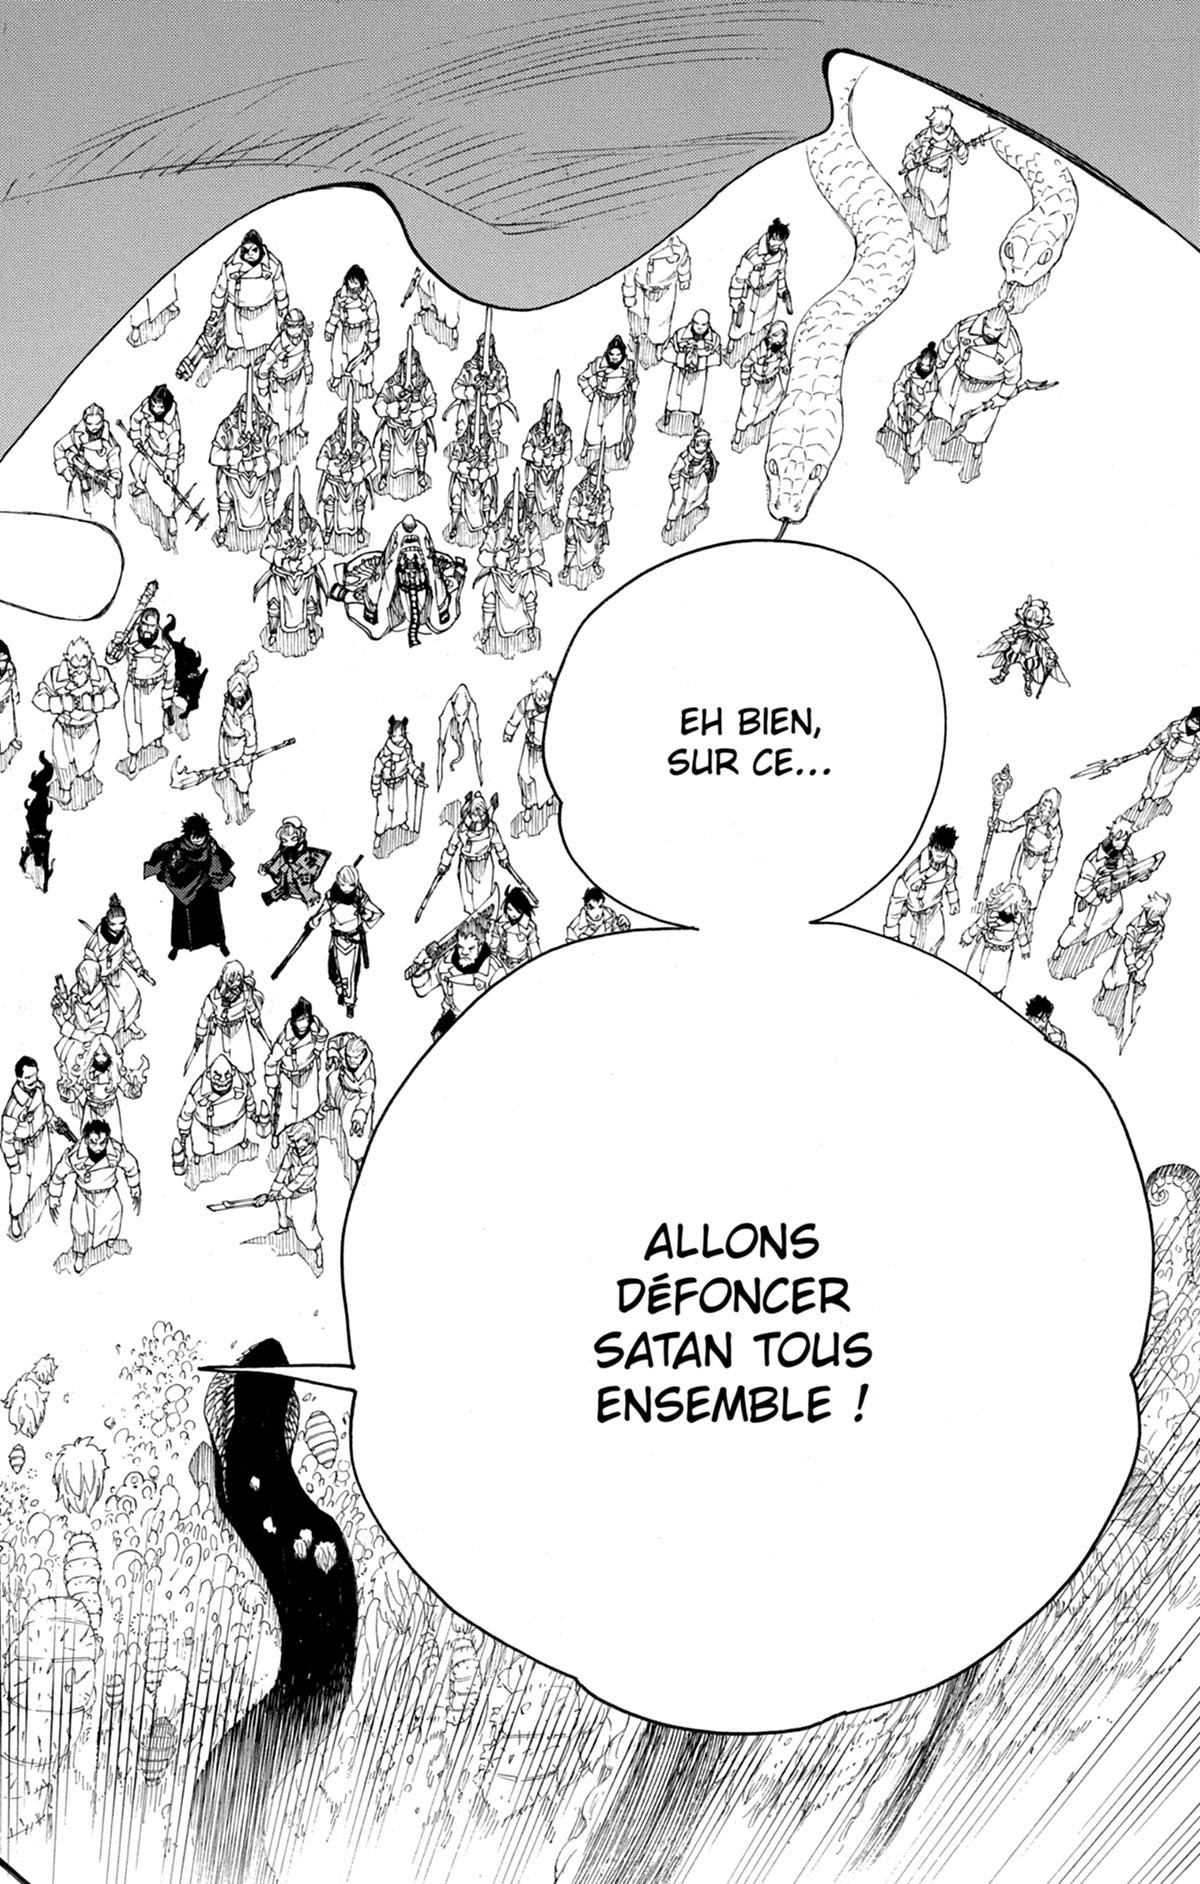 EH BIEN,
SUR CE...
ALLONS
DÉFONCER
SATAN TOUS
ENSEMBLE !